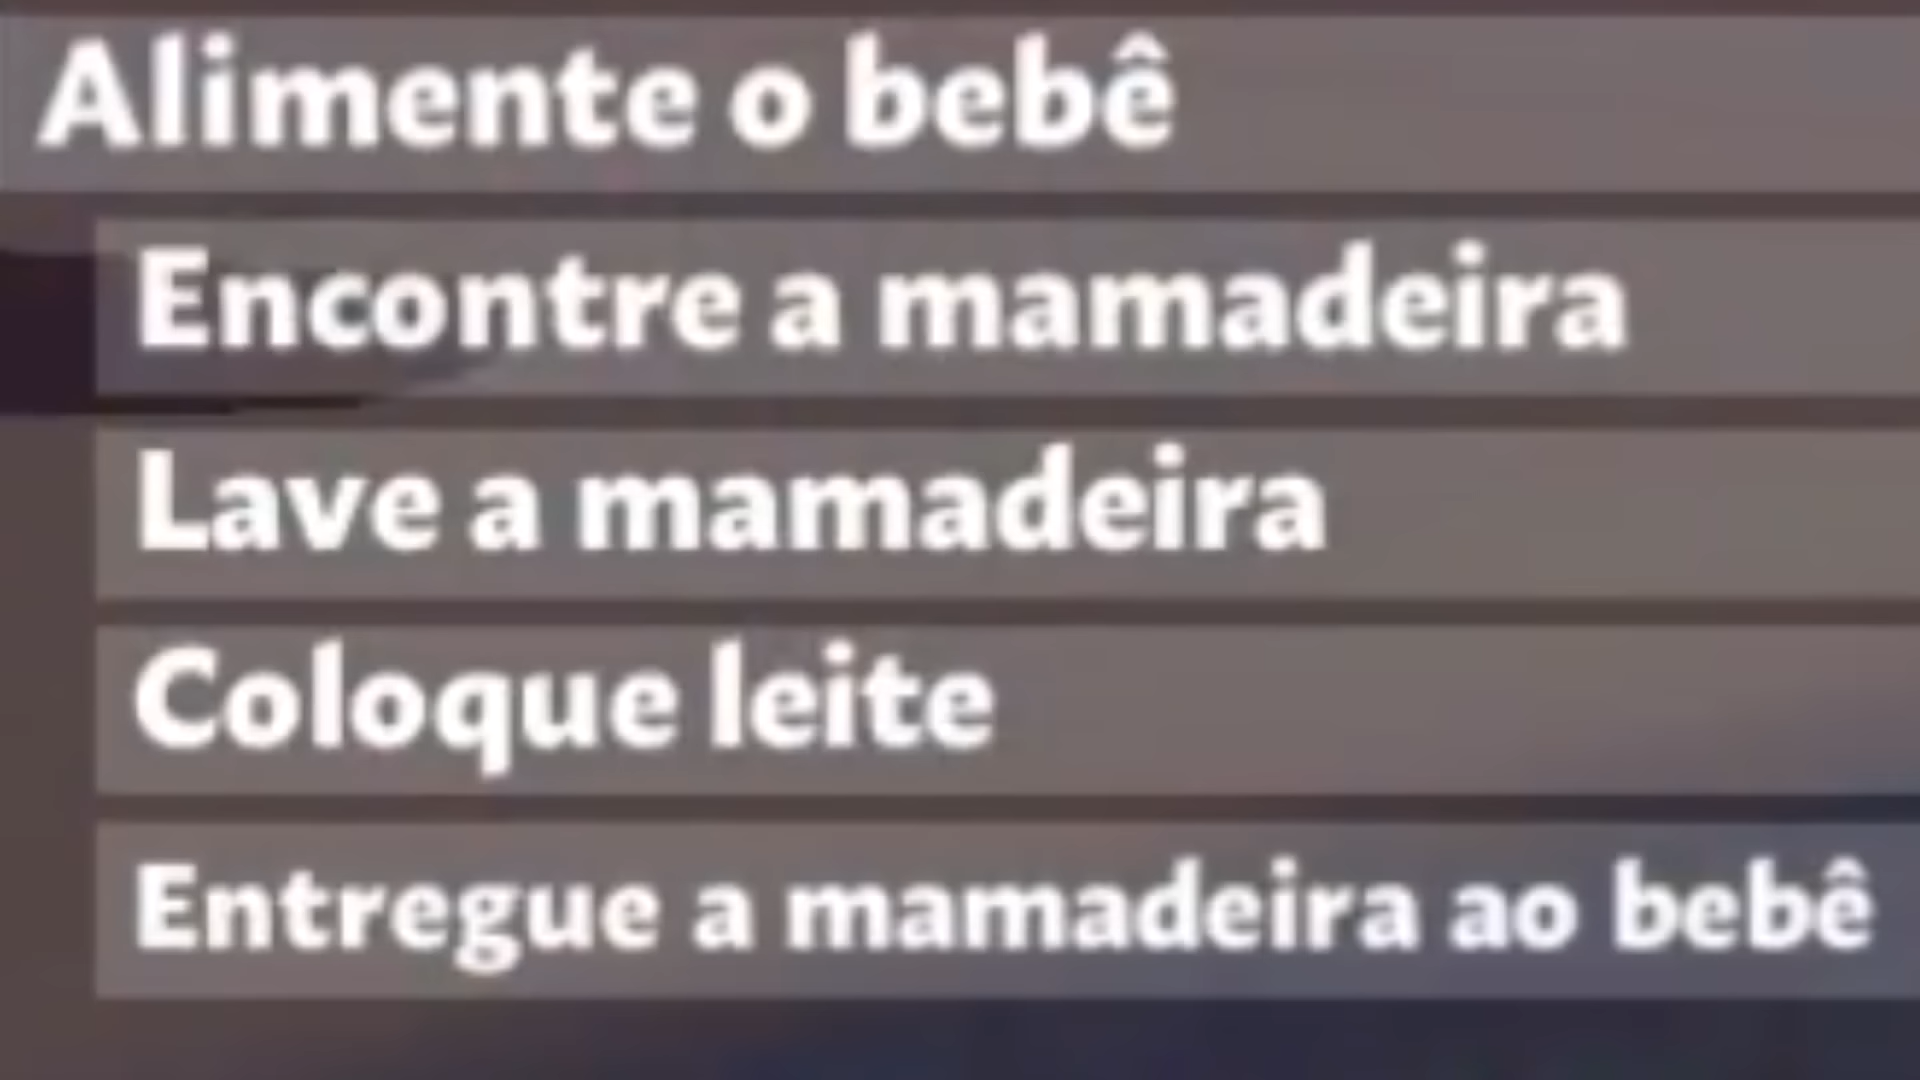 Alimente o bebê
Encontre a mamadeira
Lave a mamadeira
Coloque leite
Entregue a mamadeira ao bebê